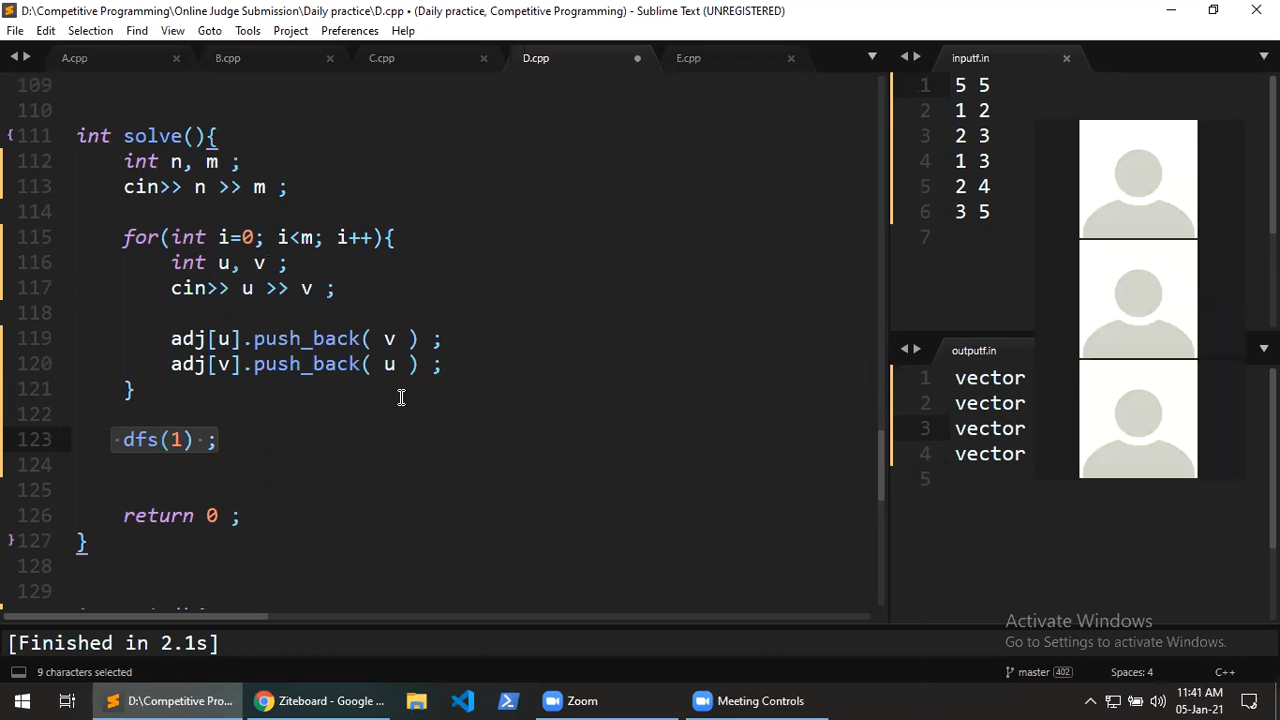 D:\Competitive Programming\Online Judge Submission\Daily practice\D.cpp • (Daily practice, Competitive Programming) - Sublime Text (UNREGISTERED)
File Edit Selection Find View Goto Tools Project Preferences Help
A.cpp B.cpp C.cpp D.cpp E.cpp
109
110
111 int solve(){
112 int n, m ;
113 cin>> n >> m ;
114
115 for(int i=0; i<m; i++){
116 int u, v ;
117 cin>> u >> v ;
118
119 adj[u].push_back( v ) ;
120 adj[v].push_back( u ) ;
121 }
122
123 dfs(1) ;
124
125
126 return 0 ;
127 }
128
129
inputf.in
1 5 5
2 1 2
3 2 3
4 1 3
5 2 4
6 3 5
7
outputf.in
1 vector
2 vector
3 vector
4 vector
5
[Finished in 2.1s]
Activate Windows
Go to Settings to activate Windows.
9 characters selected
master 402 Spaces: 4 C++
D:\Competitive Pro...
Ziteboard - Google ...
Zoom
Meeting Controls
11:41 AM
05-Jan-21